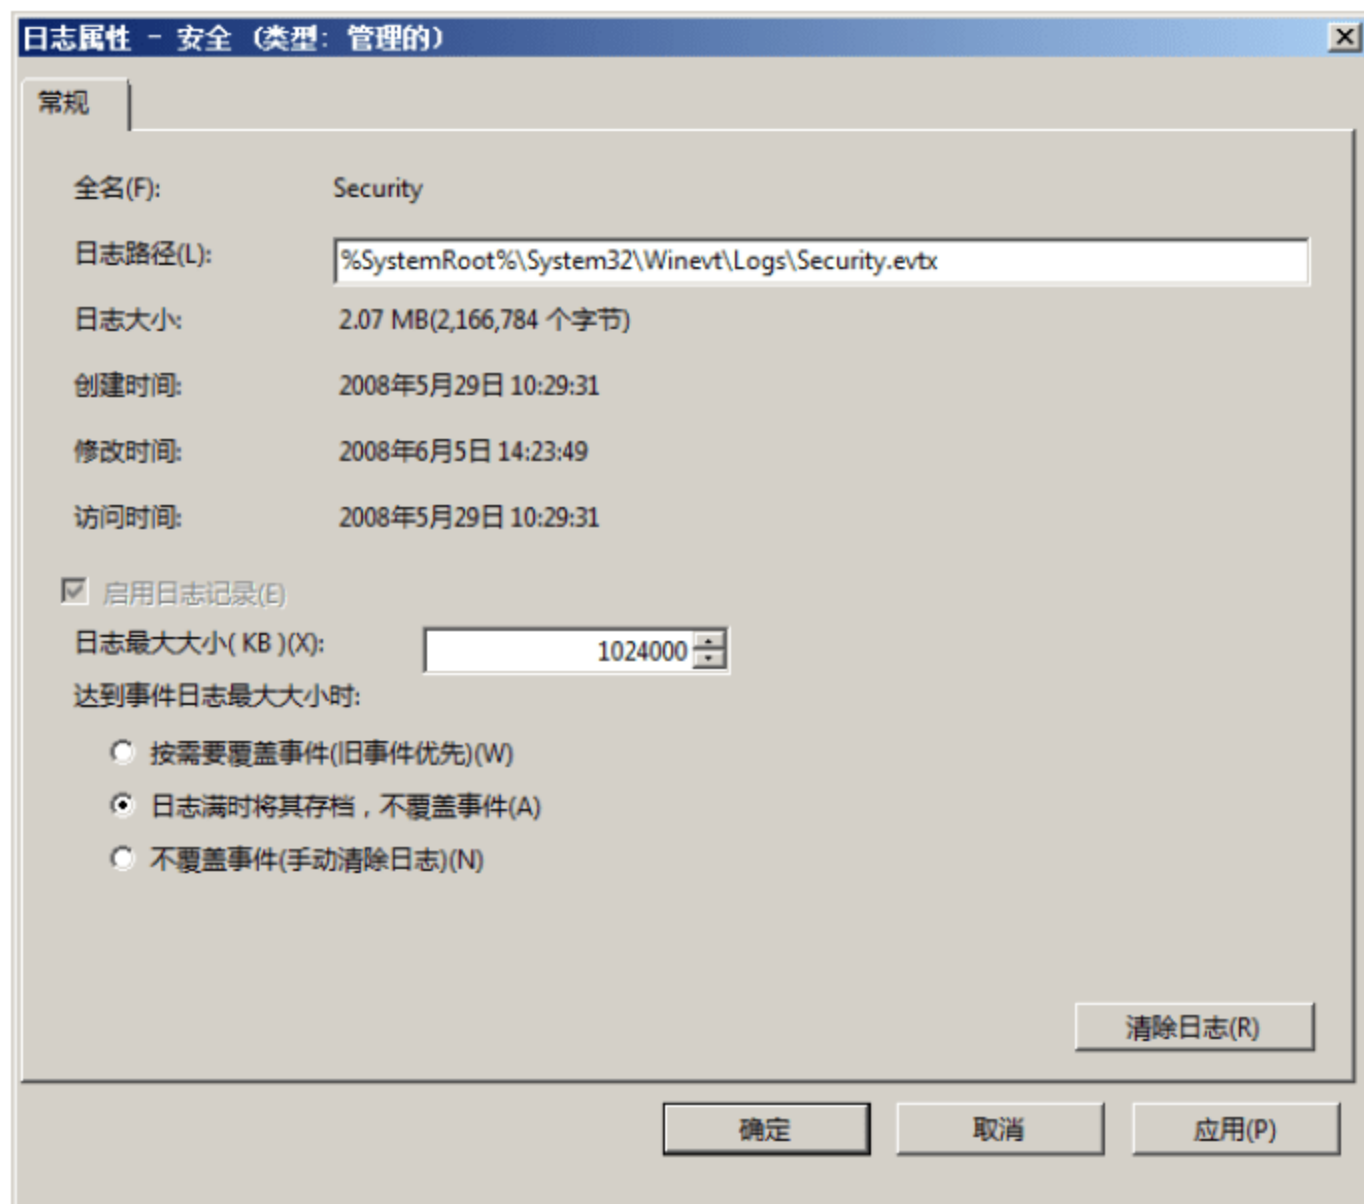 日志属性 - 安全 (类型: 管理的)
常规
全名(F): Security
日志路径(L): %SystemRoot%\System32\Winevt\Logs\Security.evtx
日志大小: 2.07 MB(2,166,784 个字节)
创建时间: 2008年5月29日 10:29:31
修改时间: 2008年6月5日 14:23:49
访问时间: 2008年5月29日 10:29:31
启用日志记录(E)
日志最大大小( KB )(X): 1024000
达到事件日志最大大小时:
按需要覆盖事件(旧事件优先)(W)
日志满时将其存档，不覆盖事件(A)
不覆盖事件(手动清除日志)(N)
清除日志(R)
确定 取消 应用(P)